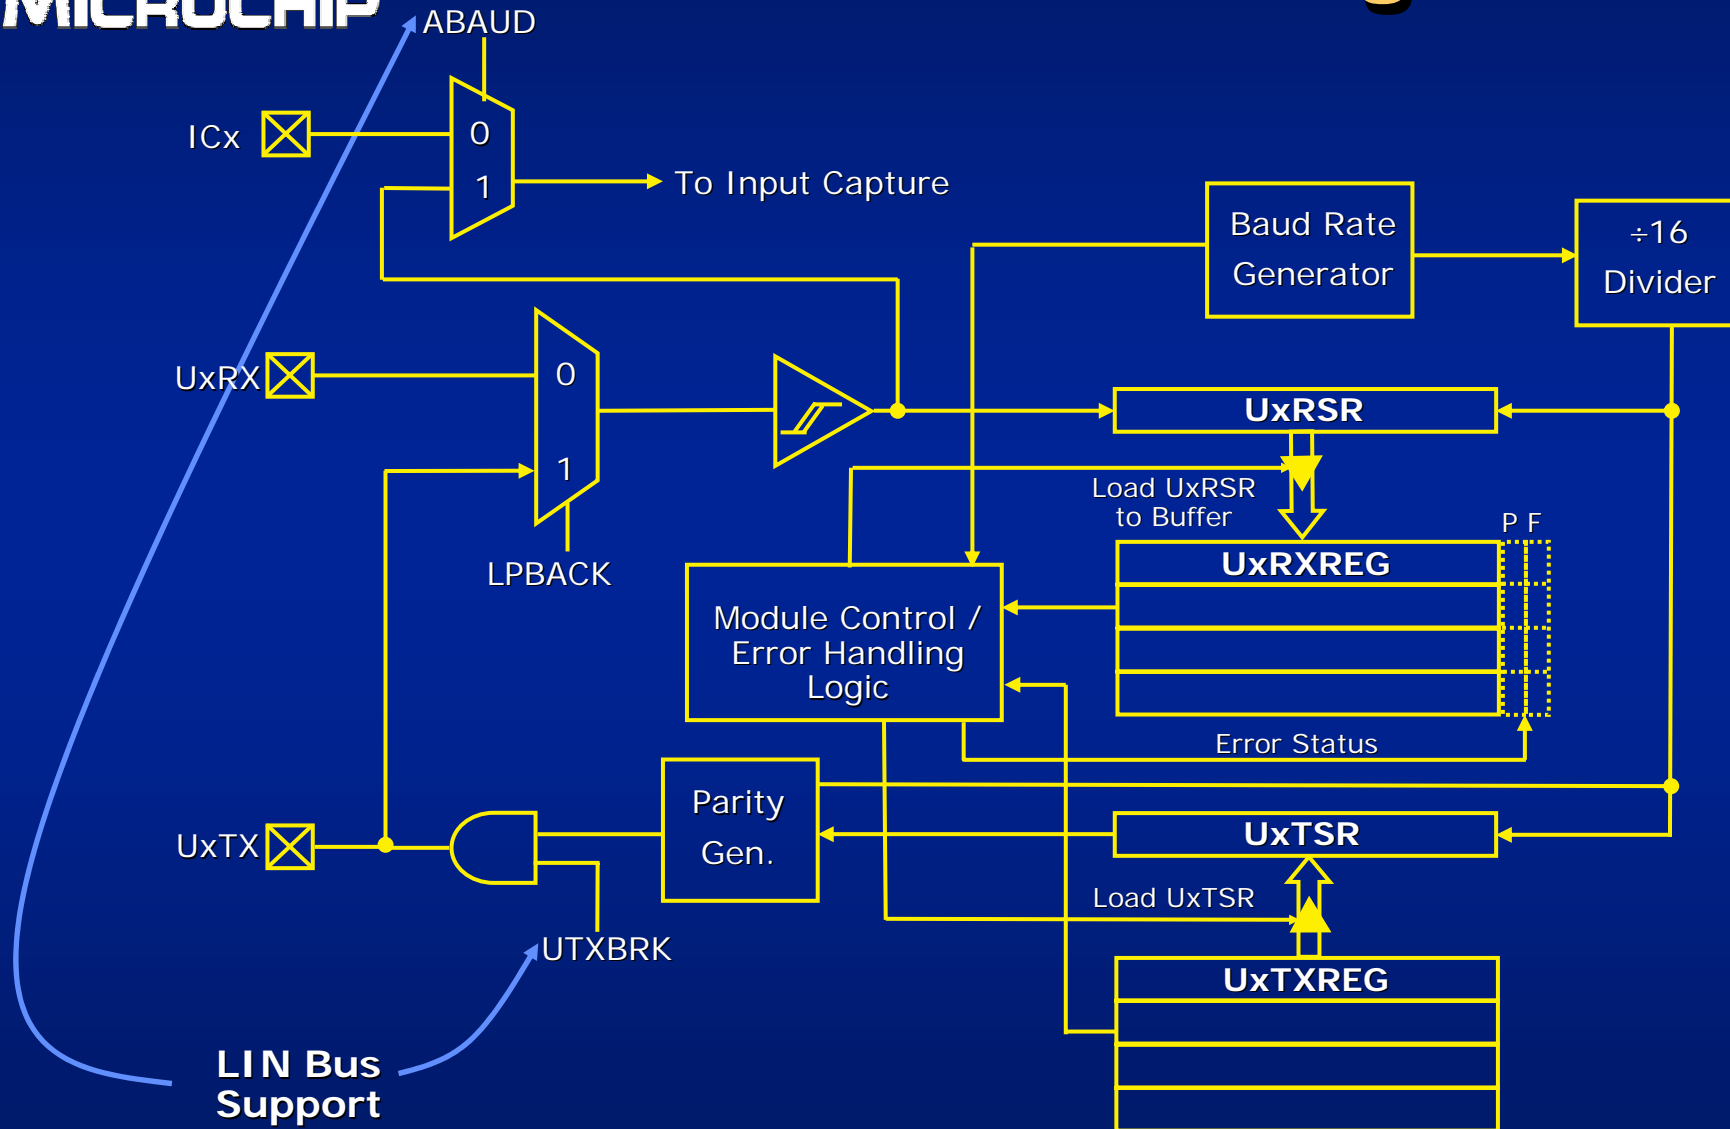 MICROCHIP
ABAUD
ICx
0
1
To Input Capture
Baud Rate
Generator
÷16
Divider
UxRX
0
1
LPBACK
UxRSR
Load UxRSR
to Buffer
P F
UxRXREG
Module Control /
Error Handling
Logic
Error Status
Parity
Gen.
UxTX
UxTSR
Load UxTSR
UTXBRK
UxTXREG
LIN Bus
Support